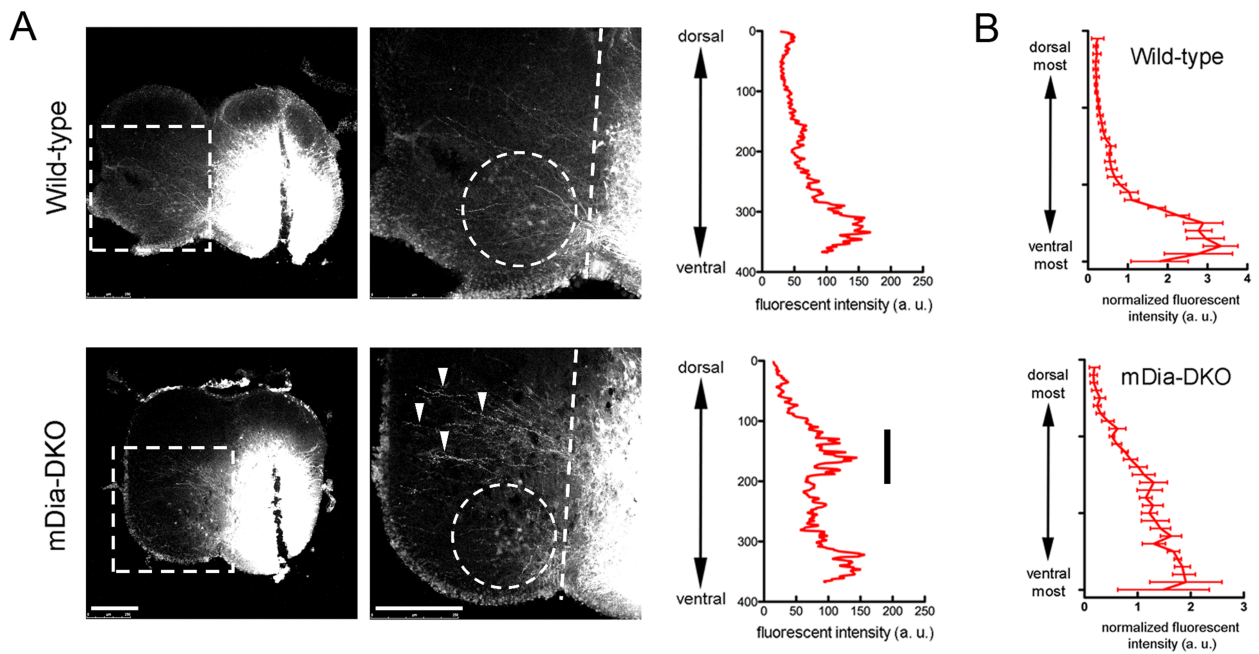 A
B
Wild-type
dorsal
ventral
0
100
200
300
400
0 50 100 150 200 250
fluorescent intensity (a. u.)
dorsal
most
ventral
most
Wild-type
0 1 2 3 4
normalized fluorescent
intensity (a. u.)
mDia-DKO
dorsal
ventral
0
100
200
300
400
0 50 100 150 200 250
fluorescent intensity (a. u.)
dorsal
most
ventral
most
mDia-DKO
0 1 2 3
normalized fluorescent
intensity (a. u.)